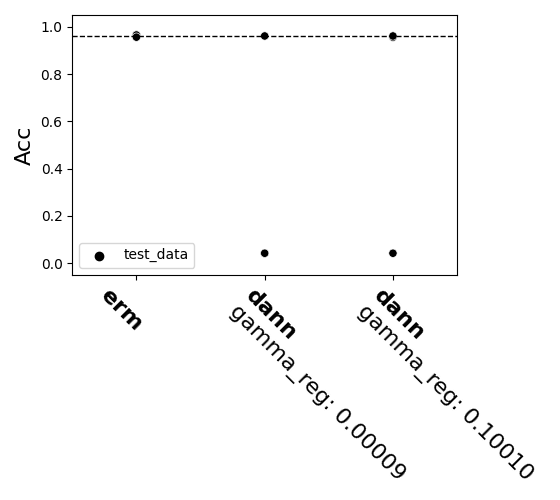 1.0
0.8
0.6
0.4
0.2
0.0
Acc
test_data
erm
dann
gamma_reg: 0.00009
dann
gamma_reg: 0.10010